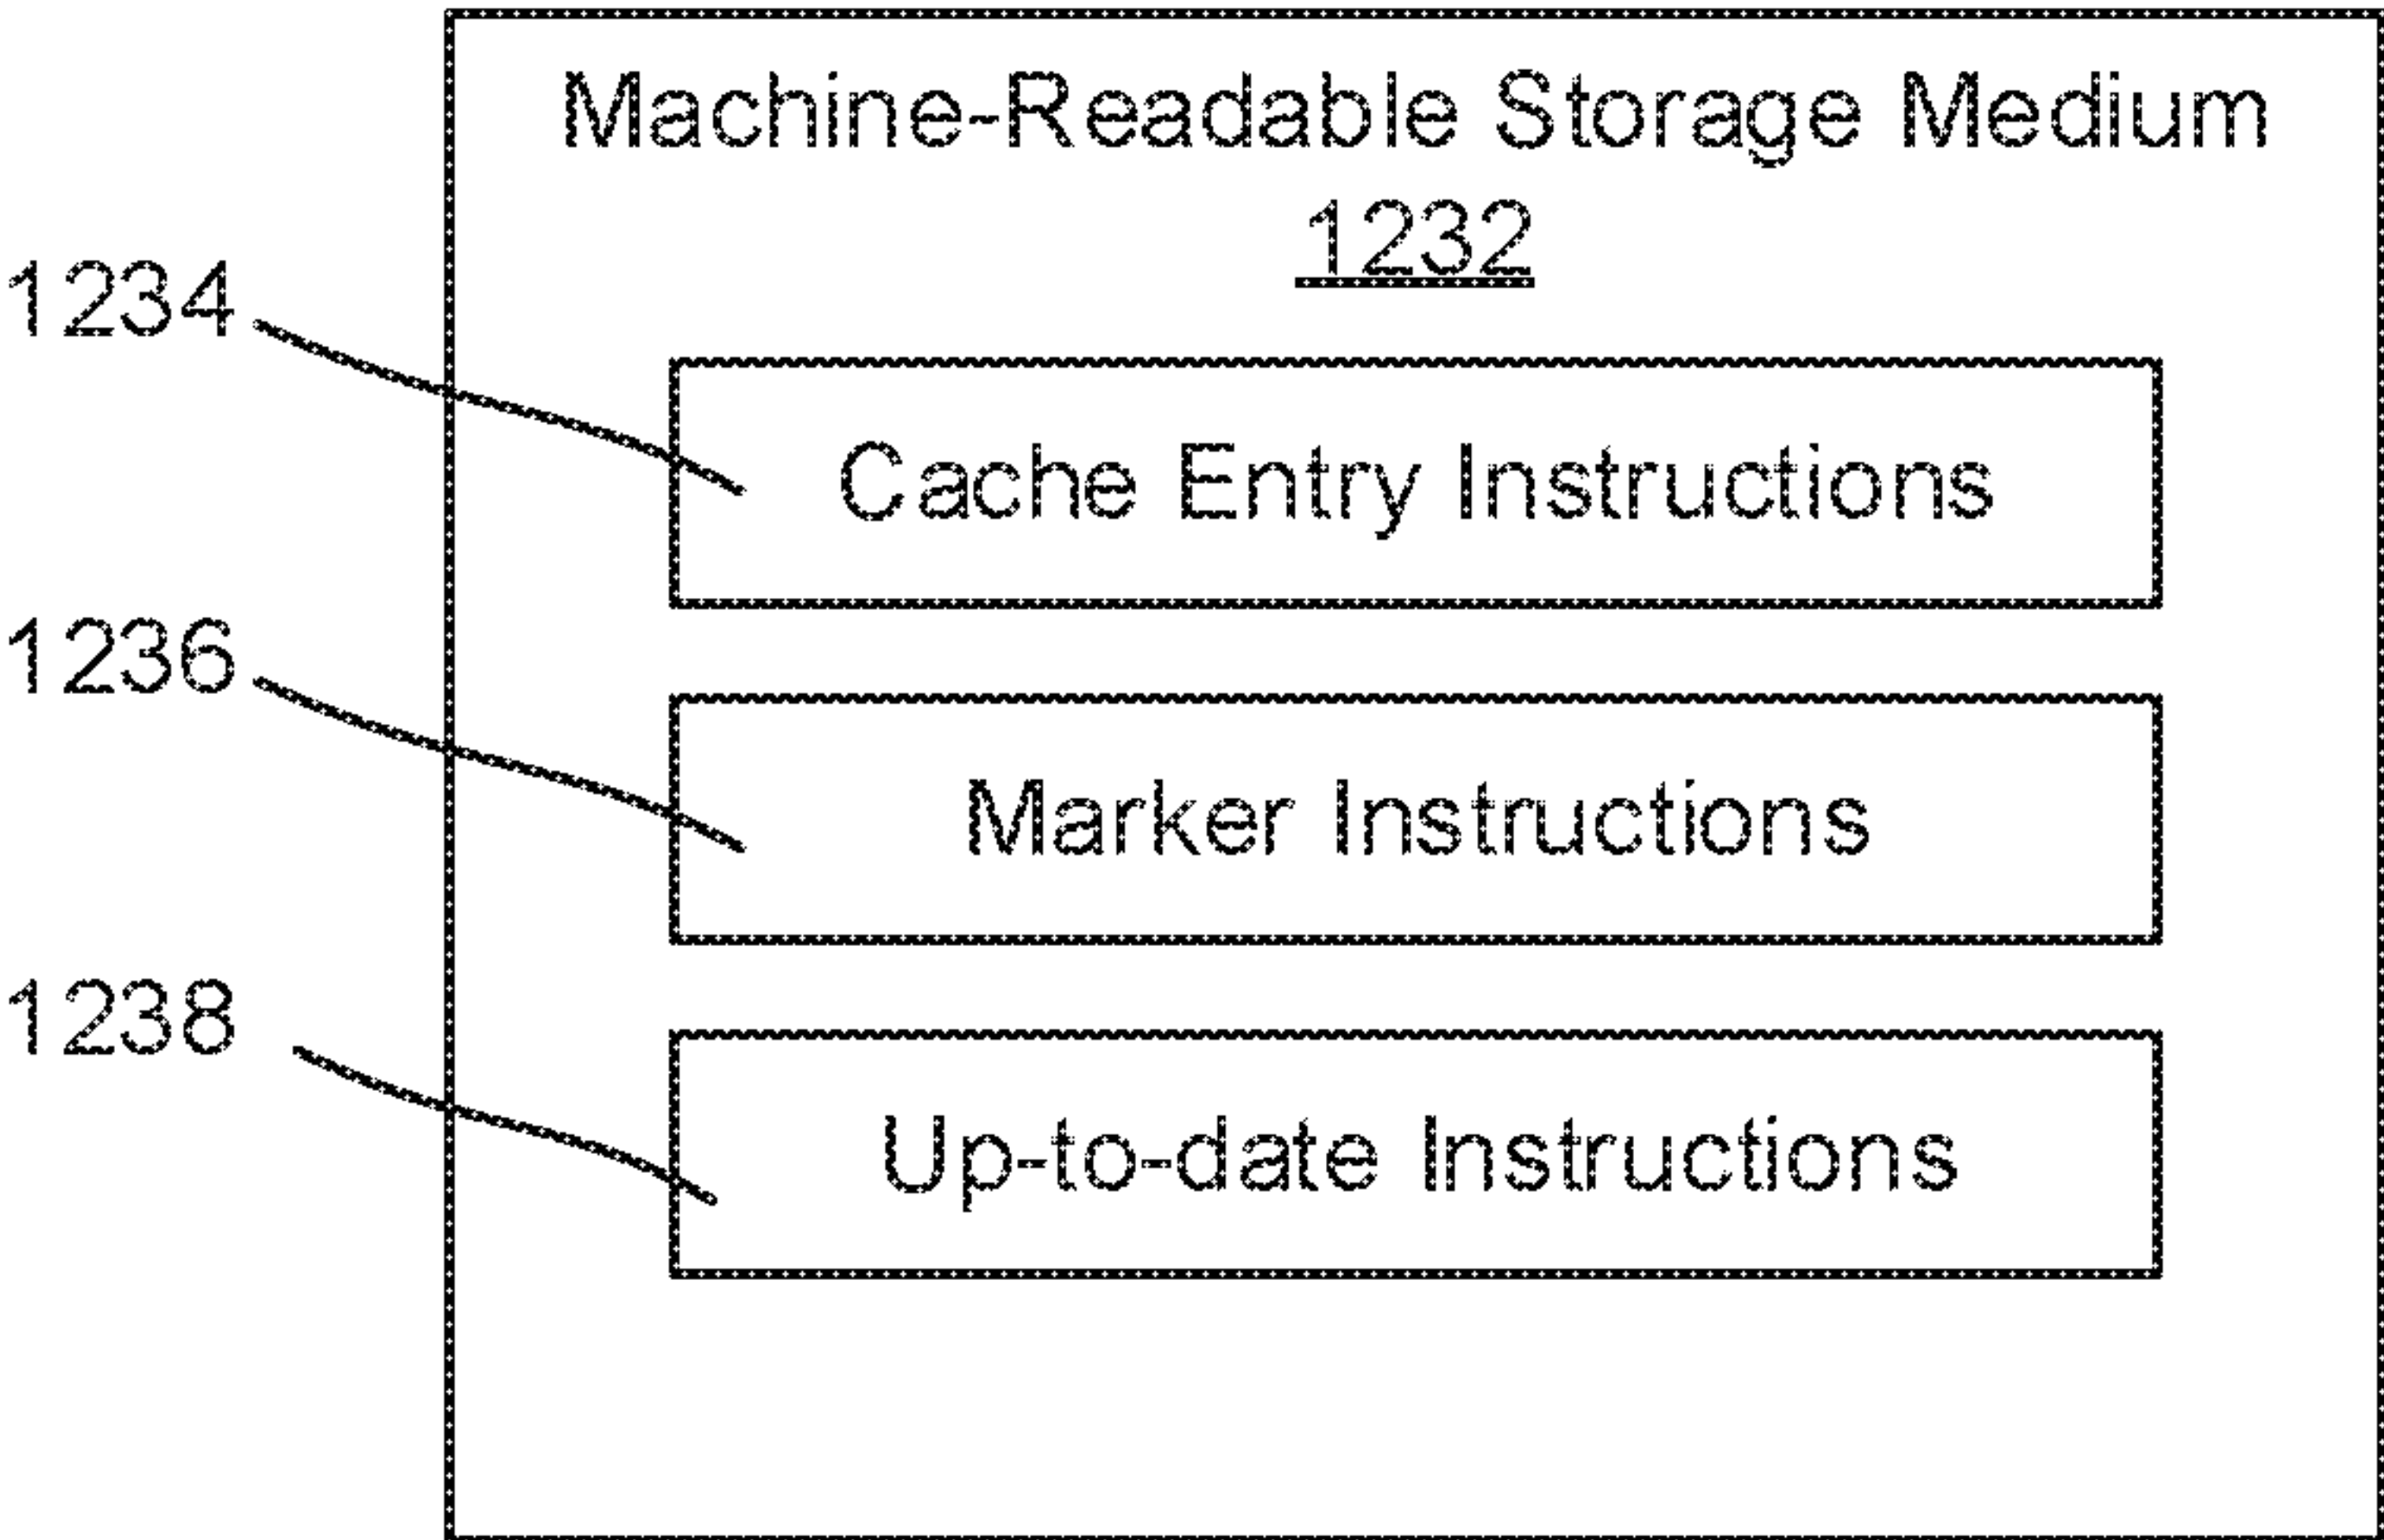 Machine-Readable Storage Medium
1232
1234
Cache Entry Instructions
1236
Marker Instructions
1238
Up-to-date Instructions